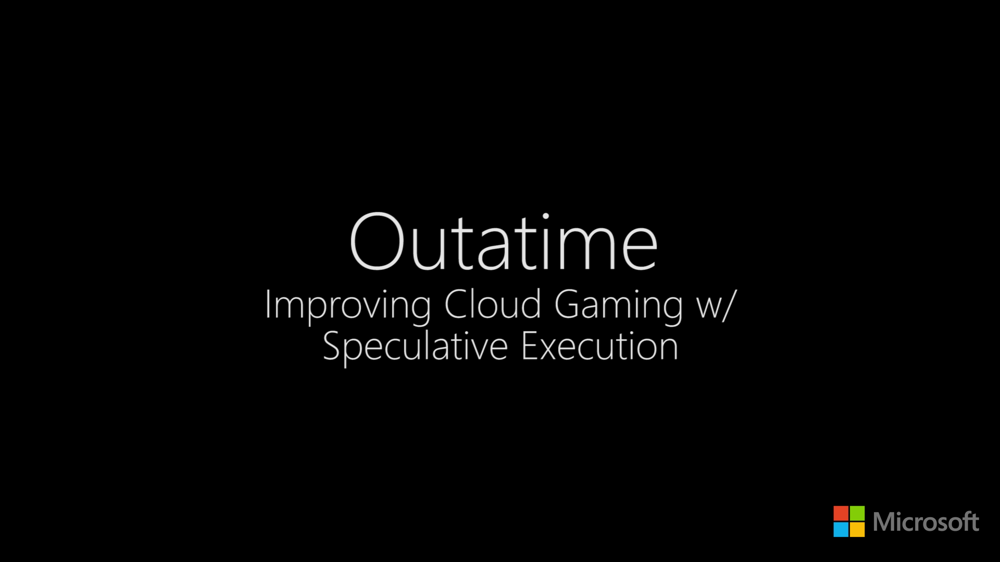 Outatime
Improving Cloud Gaming w/
Speculative Execution
Microsoft